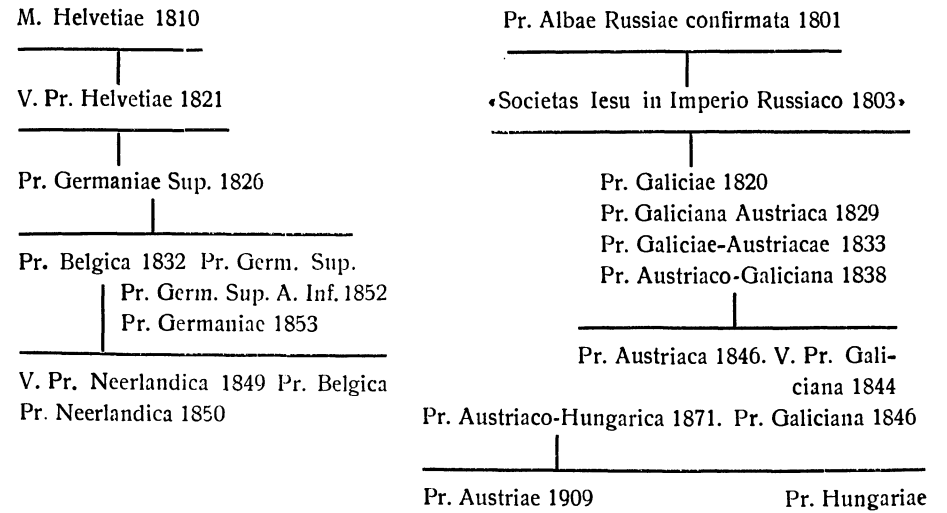 M. Helvetiae 1810
V. Pr. Helvetiae 1821
Pr. Germaniae Sup. 1826
Pr. Belgica 1832 Pr. Germ. Sup.
Pr. Germ. Sup. A. Inf. 1852
Pr. Germaniae 1853
V. Pr. Neerlandica 1849 Pr. Belgica
Pr. Neerlandica 1850
Pr. Albae Russiae confirmata 1801
«Societas Iesu in Imperio Russiaco 1803»
Pr. Galiciae 1820
Pr. Galiciana Austriaca 1829
Pr. Galiciae-Austriacae 1833
Pr. Austriaco-Galiciana 1838
Pr. Austriaca 1846. V. Pr. Gali-
ciana 1844
Pr. Austriaco-Hungarica 1871. Pr. Galiciana 1846
Pr. Austriae 1909 Pr. Hungariae